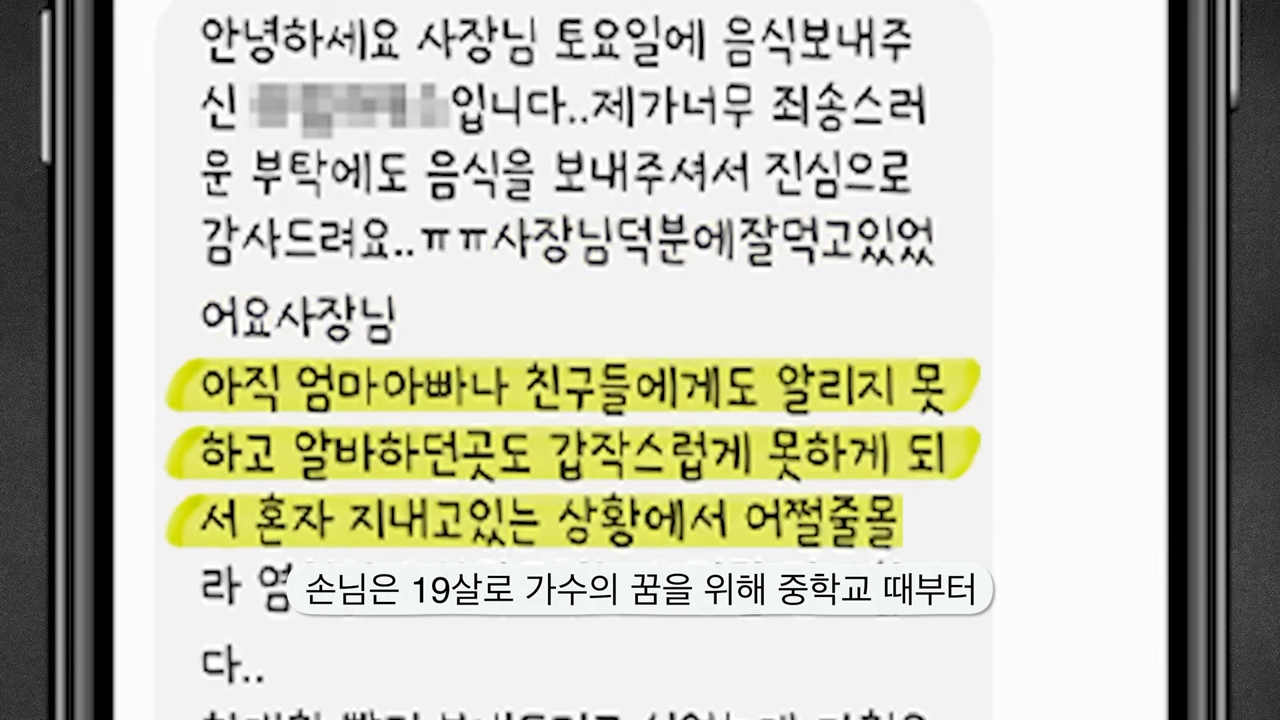 안녕하세요 사장님 토요일에 음식보내주
신 입니다..제가너무 죄송스러
운 부탁에도 음식을 보내주셔서 진심으로
감사드려요..ㅠㅠ사장님덕분에잘먹고있었
어요사장님
아직 엄마아빠나 친구들에게도 알리지 못
하고 알바하던곳도 갑작스럽게 못하게 되
서 혼자 지내고있는 상황에서 어쩔줄몰
라 염
손님은 19살로 가수의 꿈을 위해 중학교 때부터
다..